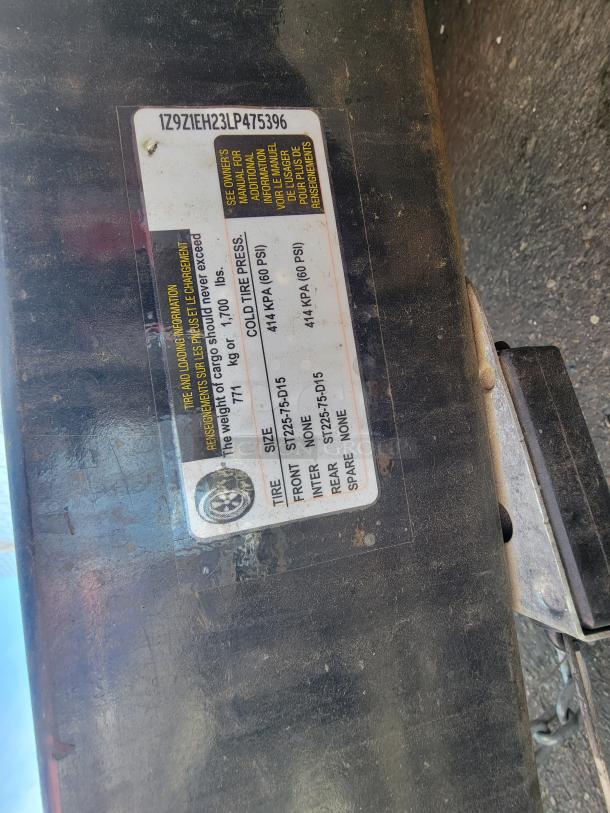 1Z9Z1EH23LP475396
TIRE AND LOADING INFORMATION
RENSEIGNEMENTS SUR LES PNEUS ET LE CHARGEMENT
SEE OWNER'S
MANUAL FOR
ADDITIONAL
INFORMATION
VOIR LE MANUEL
DE L'USAGER
POUR PLUS DE
RENSEIGNEMENTS
The weight of cargo should never exceed
771 kg or 1,700 lbs.
TIRE SIZE COLD TIRE PRESS.
FRONT ST225-75-D15 414 KPA (60 PSI)
INTER NONE
REAR ST225-75-D15 414 KPA (60 PSI)
SPARE NONE